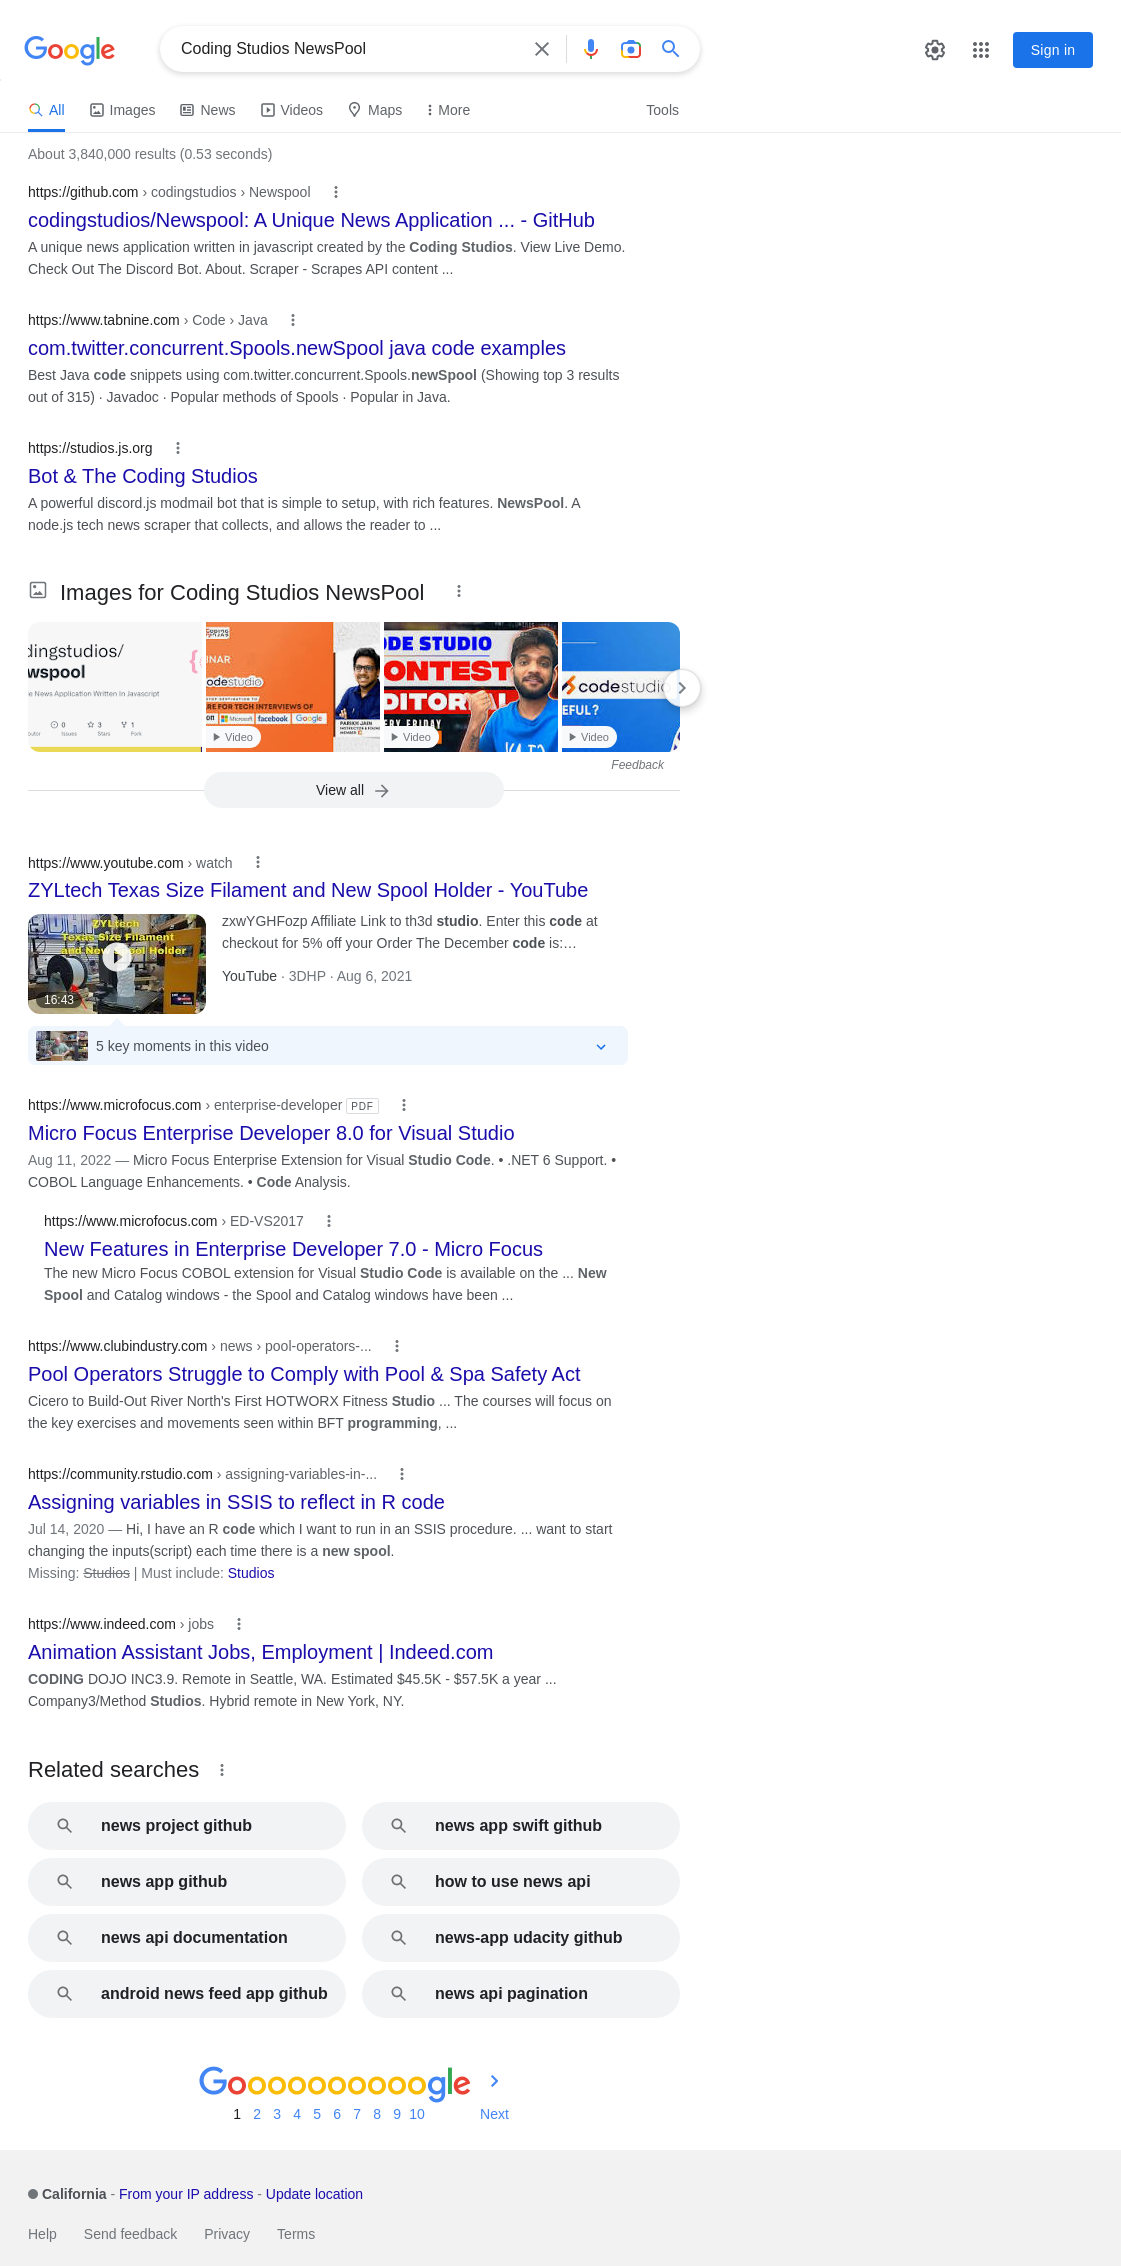 Google
Coding Studios NewsPool
Sign in
All
Images
News
Videos
Maps
More
Tools
About 3,840,000 results (0.53 seconds)
https://github.com › codingstudios › Newspool
codingstudios/Newspool: A Unique News Application ... - GitHub
A unique news application written in javascript created by the Coding Studios. View Live Demo.
Check Out The Discord Bot. About. Scraper - Scrapes API content ...
https://www.tabnine.com › Code › Java
com.twitter.concurrent.Spools.newSpool java code examples
Best Java code snippets using com.twitter.concurrent.Spools.newSpool (Showing top 3 results
out of 315) · Javadoc · Popular methods of Spools · Popular in Java.
https://studios.js.org
Bot & The Coding Studios
A powerful discord.js modmail bot that is simple to setup, with rich features. NewsPool. A
node.js tech news scraper that collects, and allows the reader to ...
Images for Coding Studios NewsPool
dingstudios/
wspool
e News Application Written In Javascript
0
3
1
Issues
Stars
Fork
CODING
NINJAS
INAR
codestudio
RE FOR TECH INTERVIEWS OF
Microsoft
facebook
Google
PARIKH JAIN
Video
ODE STUDIO
ONTEST
DITORIAL
RY FRIDAY
Video
codestudio
EFUL?
Video
Feedback
View all
https://www.youtube.com › watch
ZYLtech Texas Size Filament and New Spool Holder - YouTube
ZYLtech
Texas Size Filament
and New Spool Holder
16:43
zxwYGHFozp Affiliate Link to th3d studio. Enter this code at
checkout for 5% off your Order The December code is:…
YouTube · 3DHP · Aug 6, 2021
5 key moments in this video
https://www.microfocus.com › enterprise-developer PDF
Micro Focus Enterprise Developer 8.0 for Visual Studio
Aug 11, 2022 — Micro Focus Enterprise Extension for Visual Studio Code. • .NET 6 Support. •
COBOL Language Enhancements. • Code Analysis.
https://www.microfocus.com › ED-VS2017
New Features in Enterprise Developer 7.0 - Micro Focus
The new Micro Focus COBOL extension for Visual Studio Code is available on the ... New
Spool and Catalog windows - the Spool and Catalog windows have been ...
https://www.clubindustry.com › news › pool-operators-...
Pool Operators Struggle to Comply with Pool & Spa Safety Act
Cicero to Build-Out River North's First HOTWORX Fitness Studio ... The courses will focus on
the key exercises and movements seen within BFT programming, ...
https://community.rstudio.com › assigning-variables-in-...
Assigning variables in SSIS to reflect in R code
Jul 14, 2020 — Hi, I have an R code which I want to run in an SSIS procedure. ... want to start
changing the inputs(script) each time there is a new spool.
Missing: Studios | Must include: Studios
https://www.indeed.com › jobs
Animation Assistant Jobs, Employment | Indeed.com
CODING DOJO INC3.9. Remote in Seattle, WA. Estimated $45.5K - $57.5K a year ...
Company3/Method Studios. Hybrid remote in New York, NY.
Related searches
news project github
news app swift github
news app github
how to use news api
news api documentation
news-app udacity github
android news feed app github
news api pagination
Goooooooooogle
1 2 3 4 5 6 7 8 9 10 Next
California - From your IP address - Update location
Help Send feedback Privacy Terms